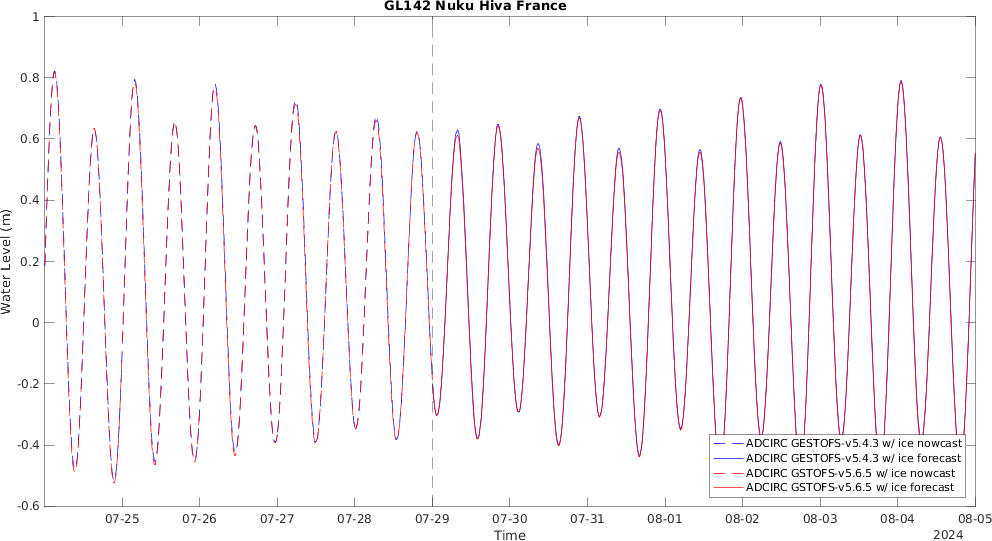 GL142 Nuku Hiva France
1
0.8
0.6
0.4
0.2
0
-0.2
-0.4
-0.6
Water Level (m)
07-25 07-26 07-27 07-28 07-29 07-30 07-31 08-01 08-02 08-03 08-04 08-05
Time
2024
ADCIRC GESTOFS-v5.4.3 w/ ice nowcast
ADCIRC GESTOFS-v5.4.3 w/ ice forecast
ADCIRC GSTOFS-v5.6.5 w/ ice nowcast
ADCIRC GSTOFS-v5.6.5 w/ ice forecast